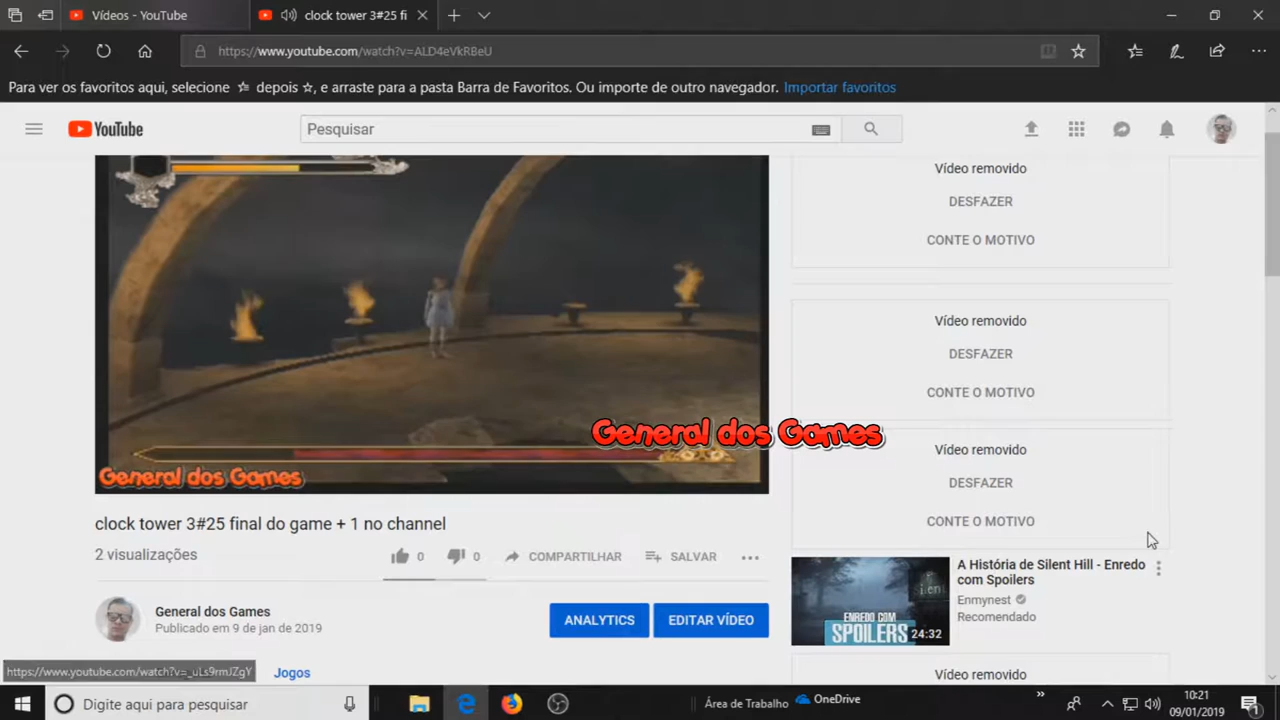 Vídeos - YouTube
clock tower 3#25 fi
https://www.youtube.com/watch?v=ALD4eVkRBeU
Para ver os favoritos aqui, selecione depois ☆, e arraste para a pasta Barra de Favoritos. Ou importe de outro navegador. Importar favoritos
YouTube
Pesquisar
Vídeo removido
DESFAZER
CONTE O MOTIVO
Vídeo removido
DESFAZER
CONTE O MOTIVO
General dos Games
Vídeo removido
DESFAZER
CONTE O MOTIVO
General dos Games
clock tower 3#25 final do game + 1 no channel
2 visualizações
0
0
COMPARTILHAR
SALVAR
A História de Silent Hill - Enredo
com Spoilers
Enmynest
Recomendado
ENREDO COM
SPOILERS
24:32
General dos Games
Publicado em 9 de jan de 2019
ANALYTICS
EDITAR VÍDEO
https://www.youtube.com/watch?v=_uLs9rmJZgY
Jogos
Vídeo removido
Digite aqui para pesquisar
Área de Trabalho
OneDrive
10:21
09/01/2019
1